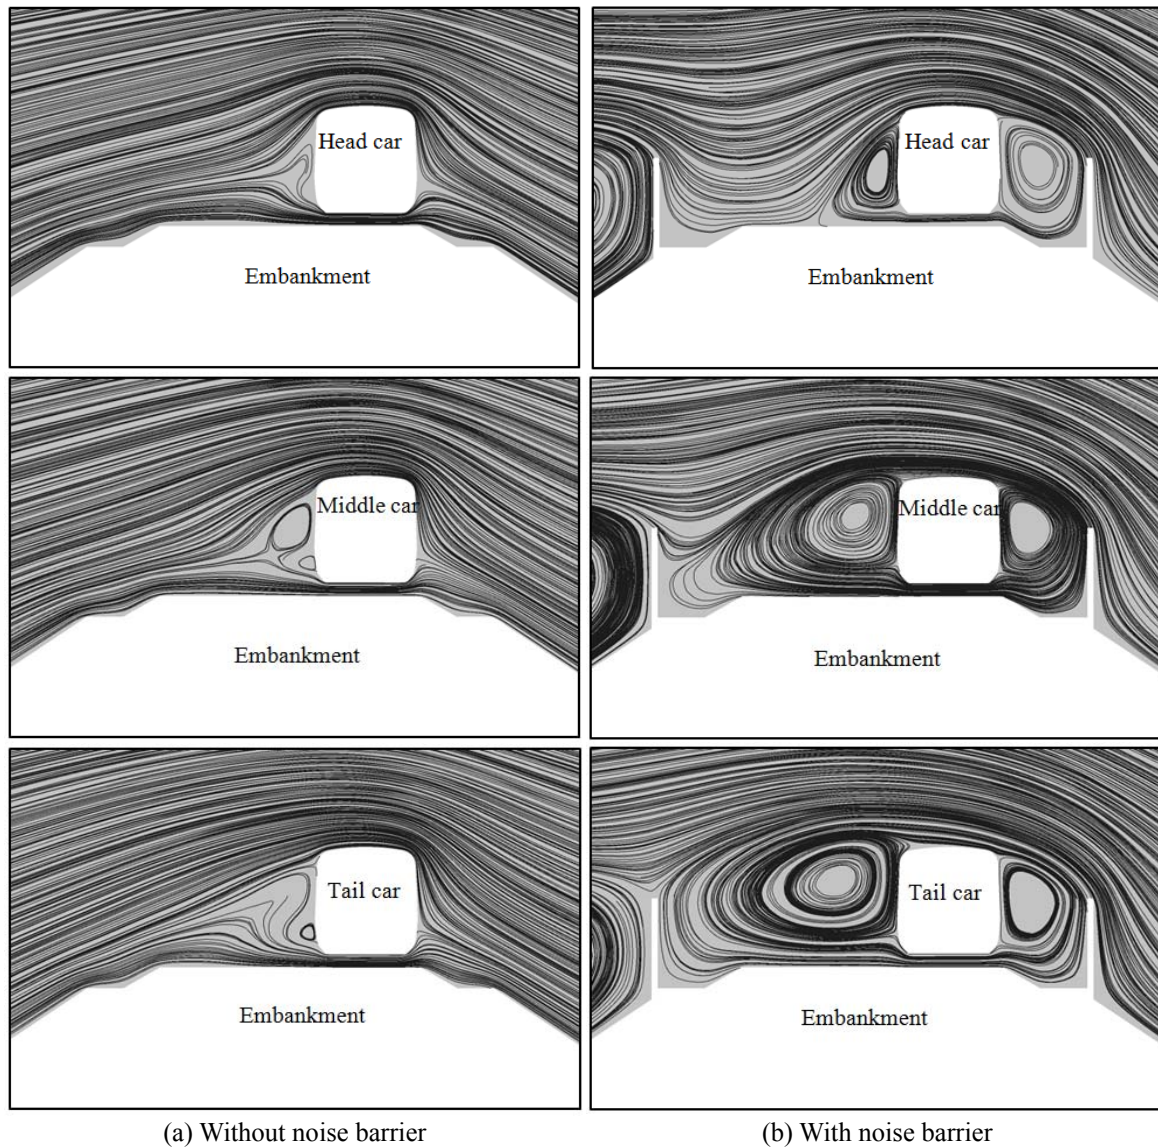 Head car
Embankment
Head car
Embankment
Middle car
Embankment
Middle car
Embankment
Tail car
Embankment
Tail car
Embankment
(a) Without noise barrier
(b) With noise barrier